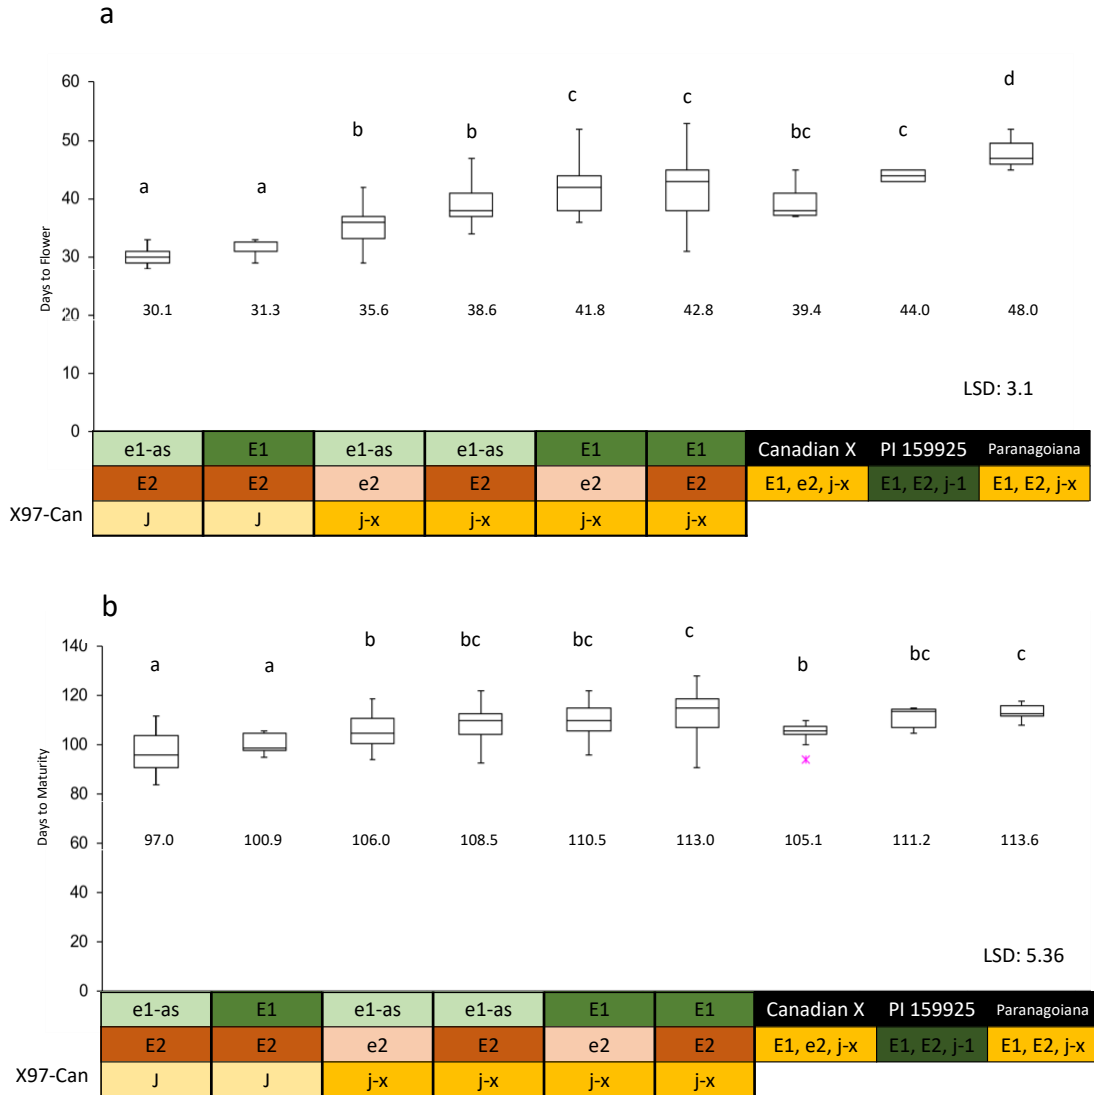 a
60
d
c
c
b
b
bc
c
50
a
a
40
Days to Flower
30
20
30.1 31.3 35.6 38.6 41.8 42.8 39.4 44.0 48.0
10
LSD: 3.1
0
e1-as E1 e1-as e1-as E1 E1 Canadian X PI 159925 Paranagoiana
E2 E2 e2 E2 e2 E2 E1, e2, j-x E1, E2, j-1 E1, E2, j-x
X97-Can J J j-x j-x j-x j-x
b
140
a a b bc bc c b bc c
120
100
Days to Maturity
80
60
97.0 100.9 106.0 108.5 110.5 113.0 105.1 111.2 113.6
40
20
LSD: 5.36
0
e1-as E1 e1-as e1-as E1 E1 Canadian X PI 159925 Paranagoiana
E2 E2 e2 E2 e2 E2 E1, e2, j-x E1, E2, j-1 E1, E2, j-x
X97-Can J J j-x j-x j-x j-x